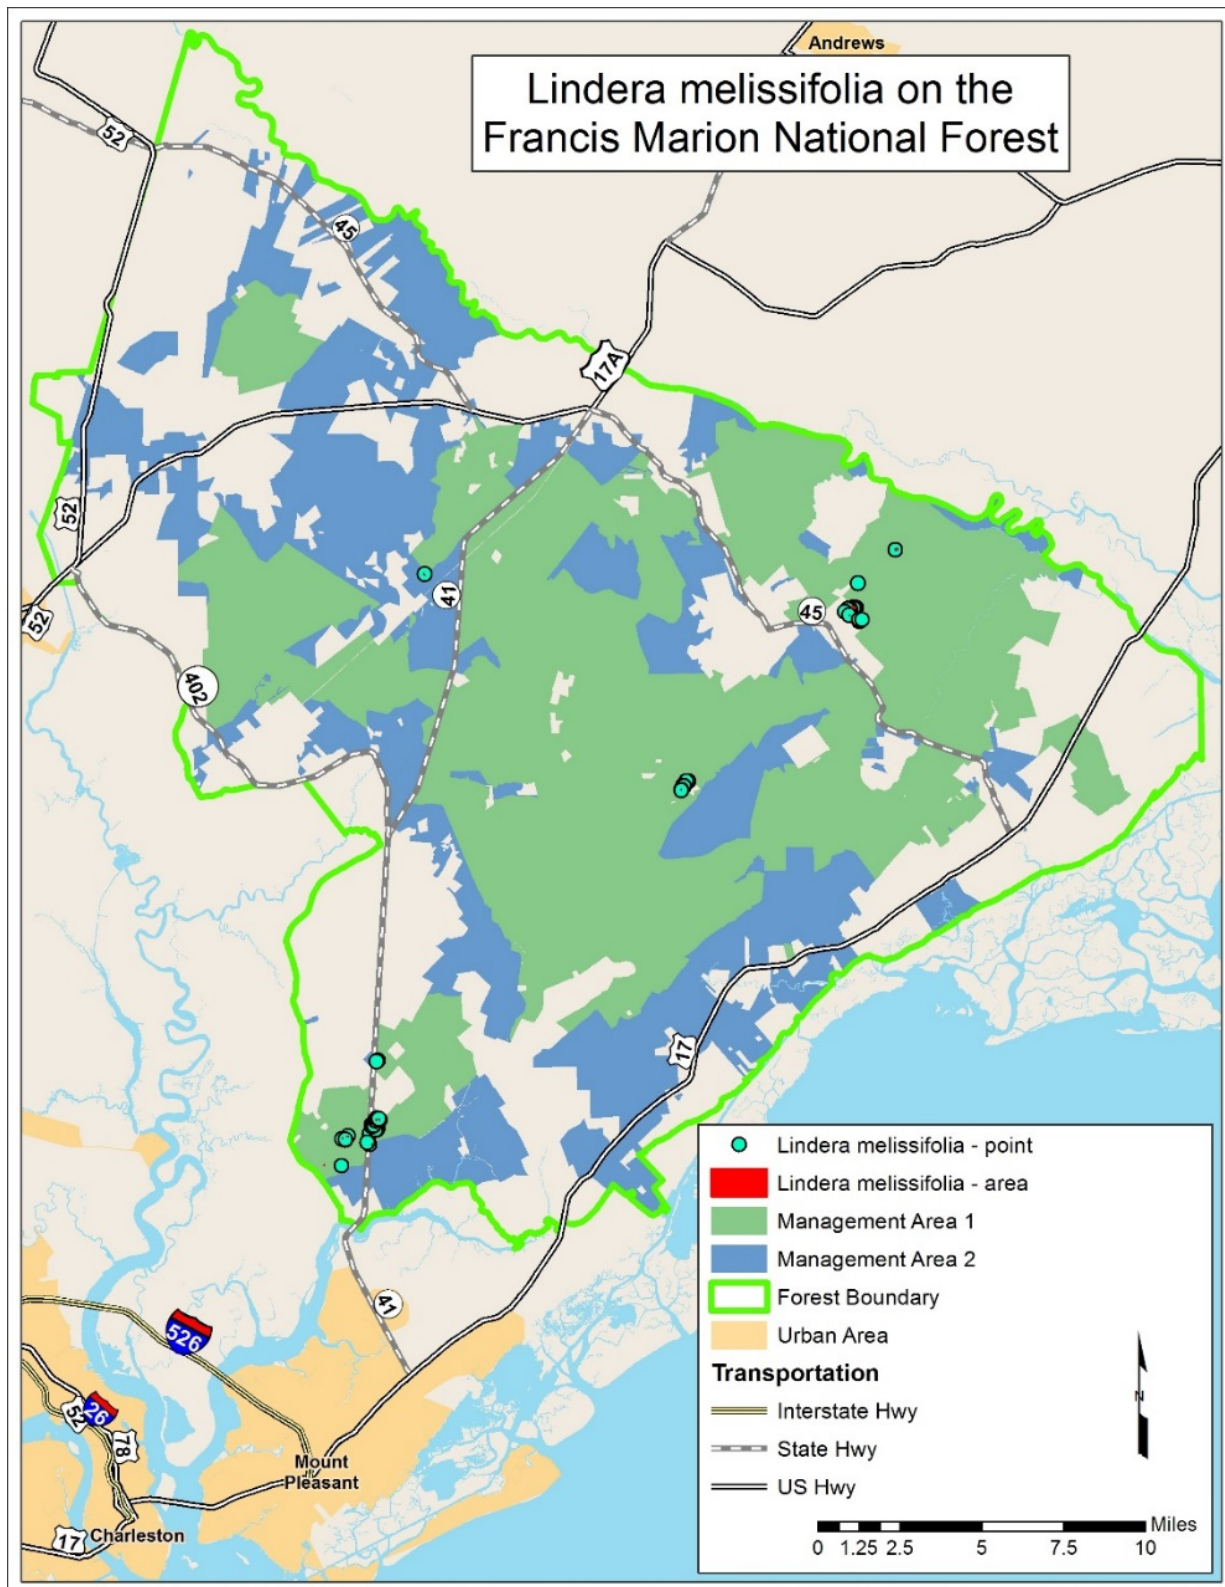 Andrews
Lindera melissifolia on the
Francis Marion National Forest
52
45
17A
52
41
45
52
402
17
Lindera melissifolia - point
Lindera melissifolia - area
Management Area 1
Management Area 2
Forest Boundary
Urban Area
Transportation
Interstate Hwy
State Hwy
US Hwy
N
Miles
0 1.25 2.5 5 7.5 10
41
526
26
52
78
Mount
Pleasant
Charleston
17